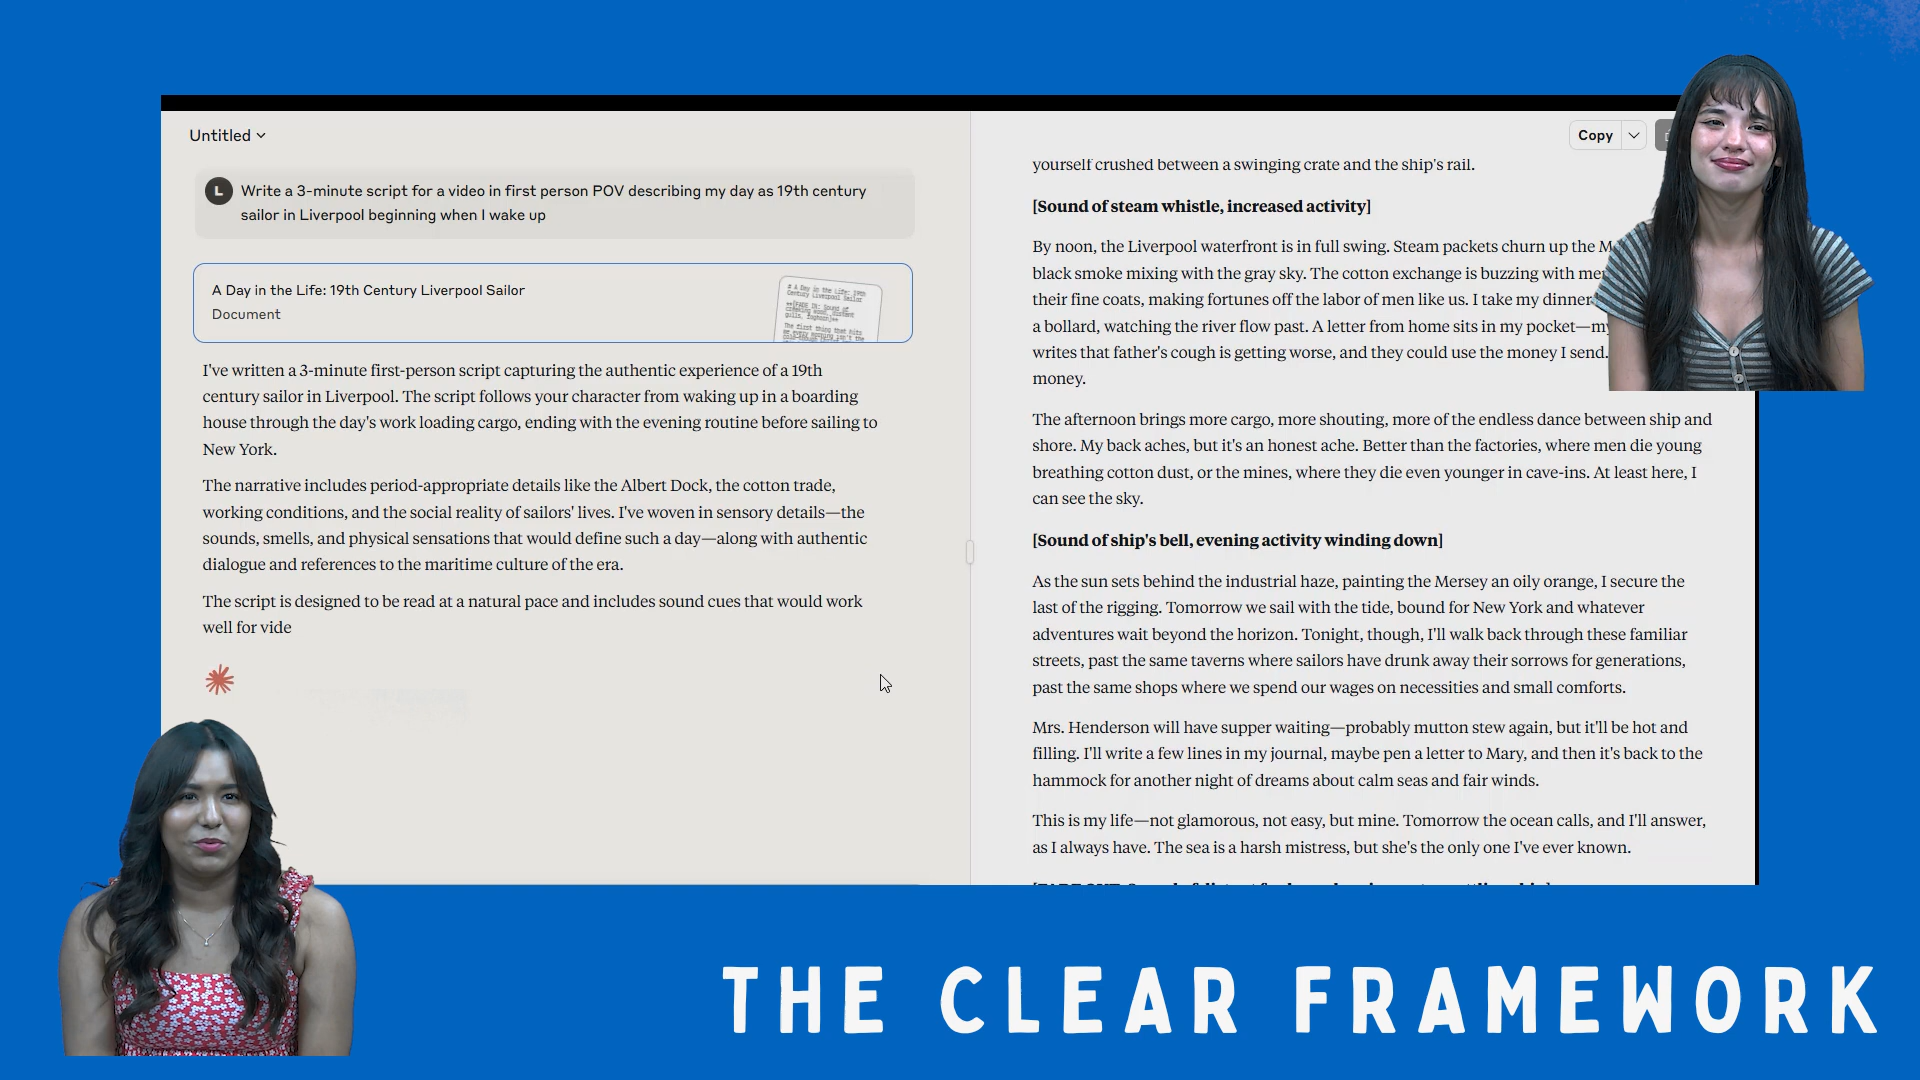 Untitled
Copy
L
Write a 3-minute script for a video in first person POV describing my day as 19th century
sailor in Liverpool beginning when I wake up
A Day in the Life: 19th Century Liverpool Sailor
Document
# A Day in the Life: 19th
Century Liverpool Sailor
I've written a 3-minute first-person script capturing the authentic experience of a 19th
century sailor in Liverpool. The script follows your character from waking up in a boarding
house through the day's work loading cargo, ending with the evening routine before sailing to
New York.
The narrative includes period-appropriate details like the Albert Dock, the cotton trade,
working conditions, and the social reality of sailors' lives. I've woven in sensory details—the
sounds, smells, and physical sensations that would define such a day—along with authentic
dialogue and references to the maritime culture of the era.
The script is designed to be read at a natural pace and includes sound cues that would work
well for vide
yourself crushed between a swinging crate and the ship's rail.
[Sound of steam whistle, increased activity]
By noon, the Liverpool waterfront is in full swing. Steam packets churn up the M
black smoke mixing with the gray sky. The cotton exchange is buzzing with
their fine coats, making fortunes off the labor of men like us. I take my dinner
a bollard, watching the river flow past. A letter from home sits in my pocket—
writes that father's cough is getting worse, and they could use the money I send.
money.
The afternoon brings more cargo, more shouting, more of the endless dance between ship and
shore. My back aches, but it's an honest ache. Better than the factories, where men die young
breathing cotton dust, or the mines, where they die even younger in cave-ins. At least here, I
can see the sky.
[Sound of ship's bell, evening activity winding down]
As the sun sets behind the industrial haze, painting the Mersey an oily orange, I secure the
last of the rigging. Tomorrow we sail with the tide, bound for New York and whatever
adventures wait beyond the horizon. Tonight, though, I'll walk back through these familiar
streets, past the same taverns where sailors have drunk away their sorrows for generations,
past the same shops where we spend our wages on necessities and small comforts.
Mrs. Henderson will have supper waiting—probably mutton stew again, but it'll be hot and
filling. I'll write a few lines in my journal, maybe pen a letter to Mary, and then it's back to the
hammock for another night of dreams about calm seas and fair winds.
This is my life—not glamorous, not easy, but mine. Tomorrow the ocean calls, and I'll answer,
as I always have. The sea is a harsh mistress, but she's the only one I've ever known.
THE CLEAR FRAMEWORK